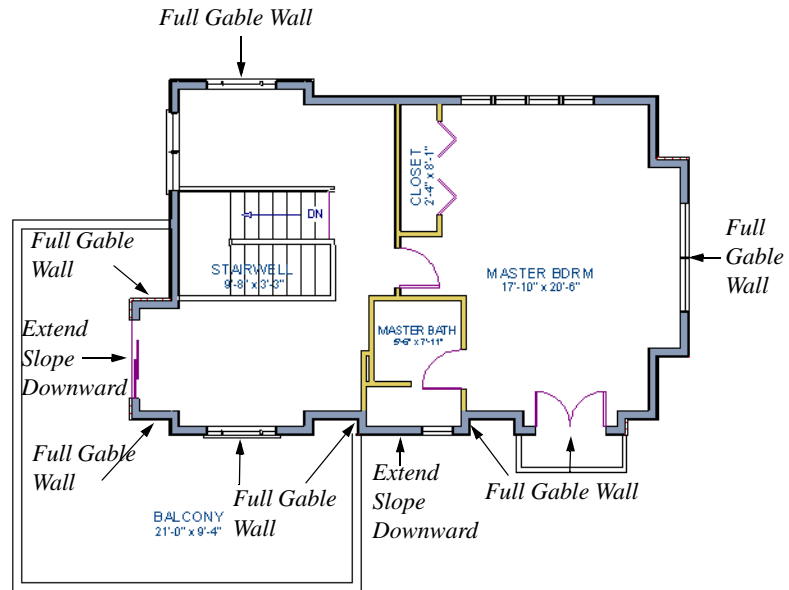 Full Gable Wall
CLOSET
2'-4" x 8'-1"
DN
Full Gable
Wall
STAIRWELL
9'-8" x 3'-3"
MASTER BDRM
17'-10" x 20'-6"
Full
Gable
Wall
Extend
Slope
Downward
MASTER BATH
5'-6" x 7'-11"
Full Gable
Wall
Full Gable
Wall
Extend
Slope
Downward
Full Gable Wall
BALCONY
21'-0" x 9'-4"